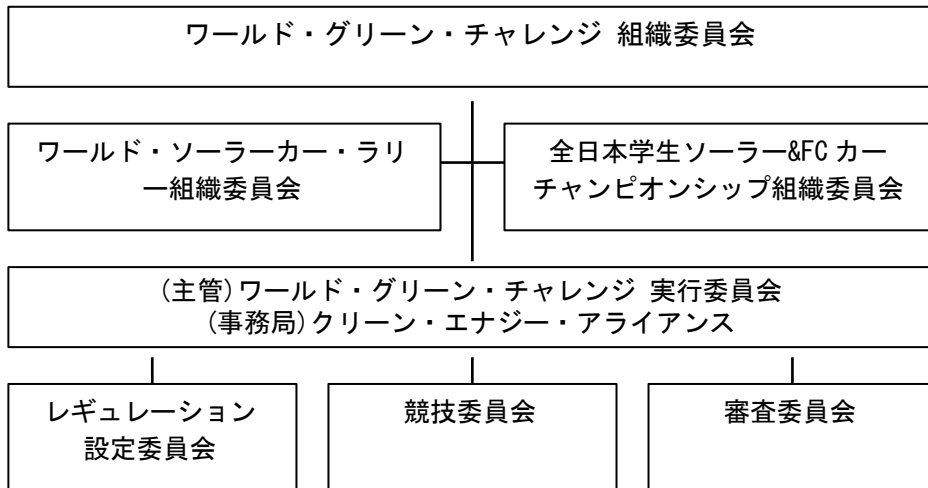 ワールド・グリーン・チャレンジ 組織委員会
ワールド・ソーラーカー・ラリ
ー組織委員会
全日本学生ソーラー&FCカー
チャンピオンシップ組織委員会
(主管)ワールド・グリーン・チャレンジ 実行委員会
(事務局)クリーン・エナジー・アライアンス
レギュレーション
設定委員会
競技委員会
審査委員会